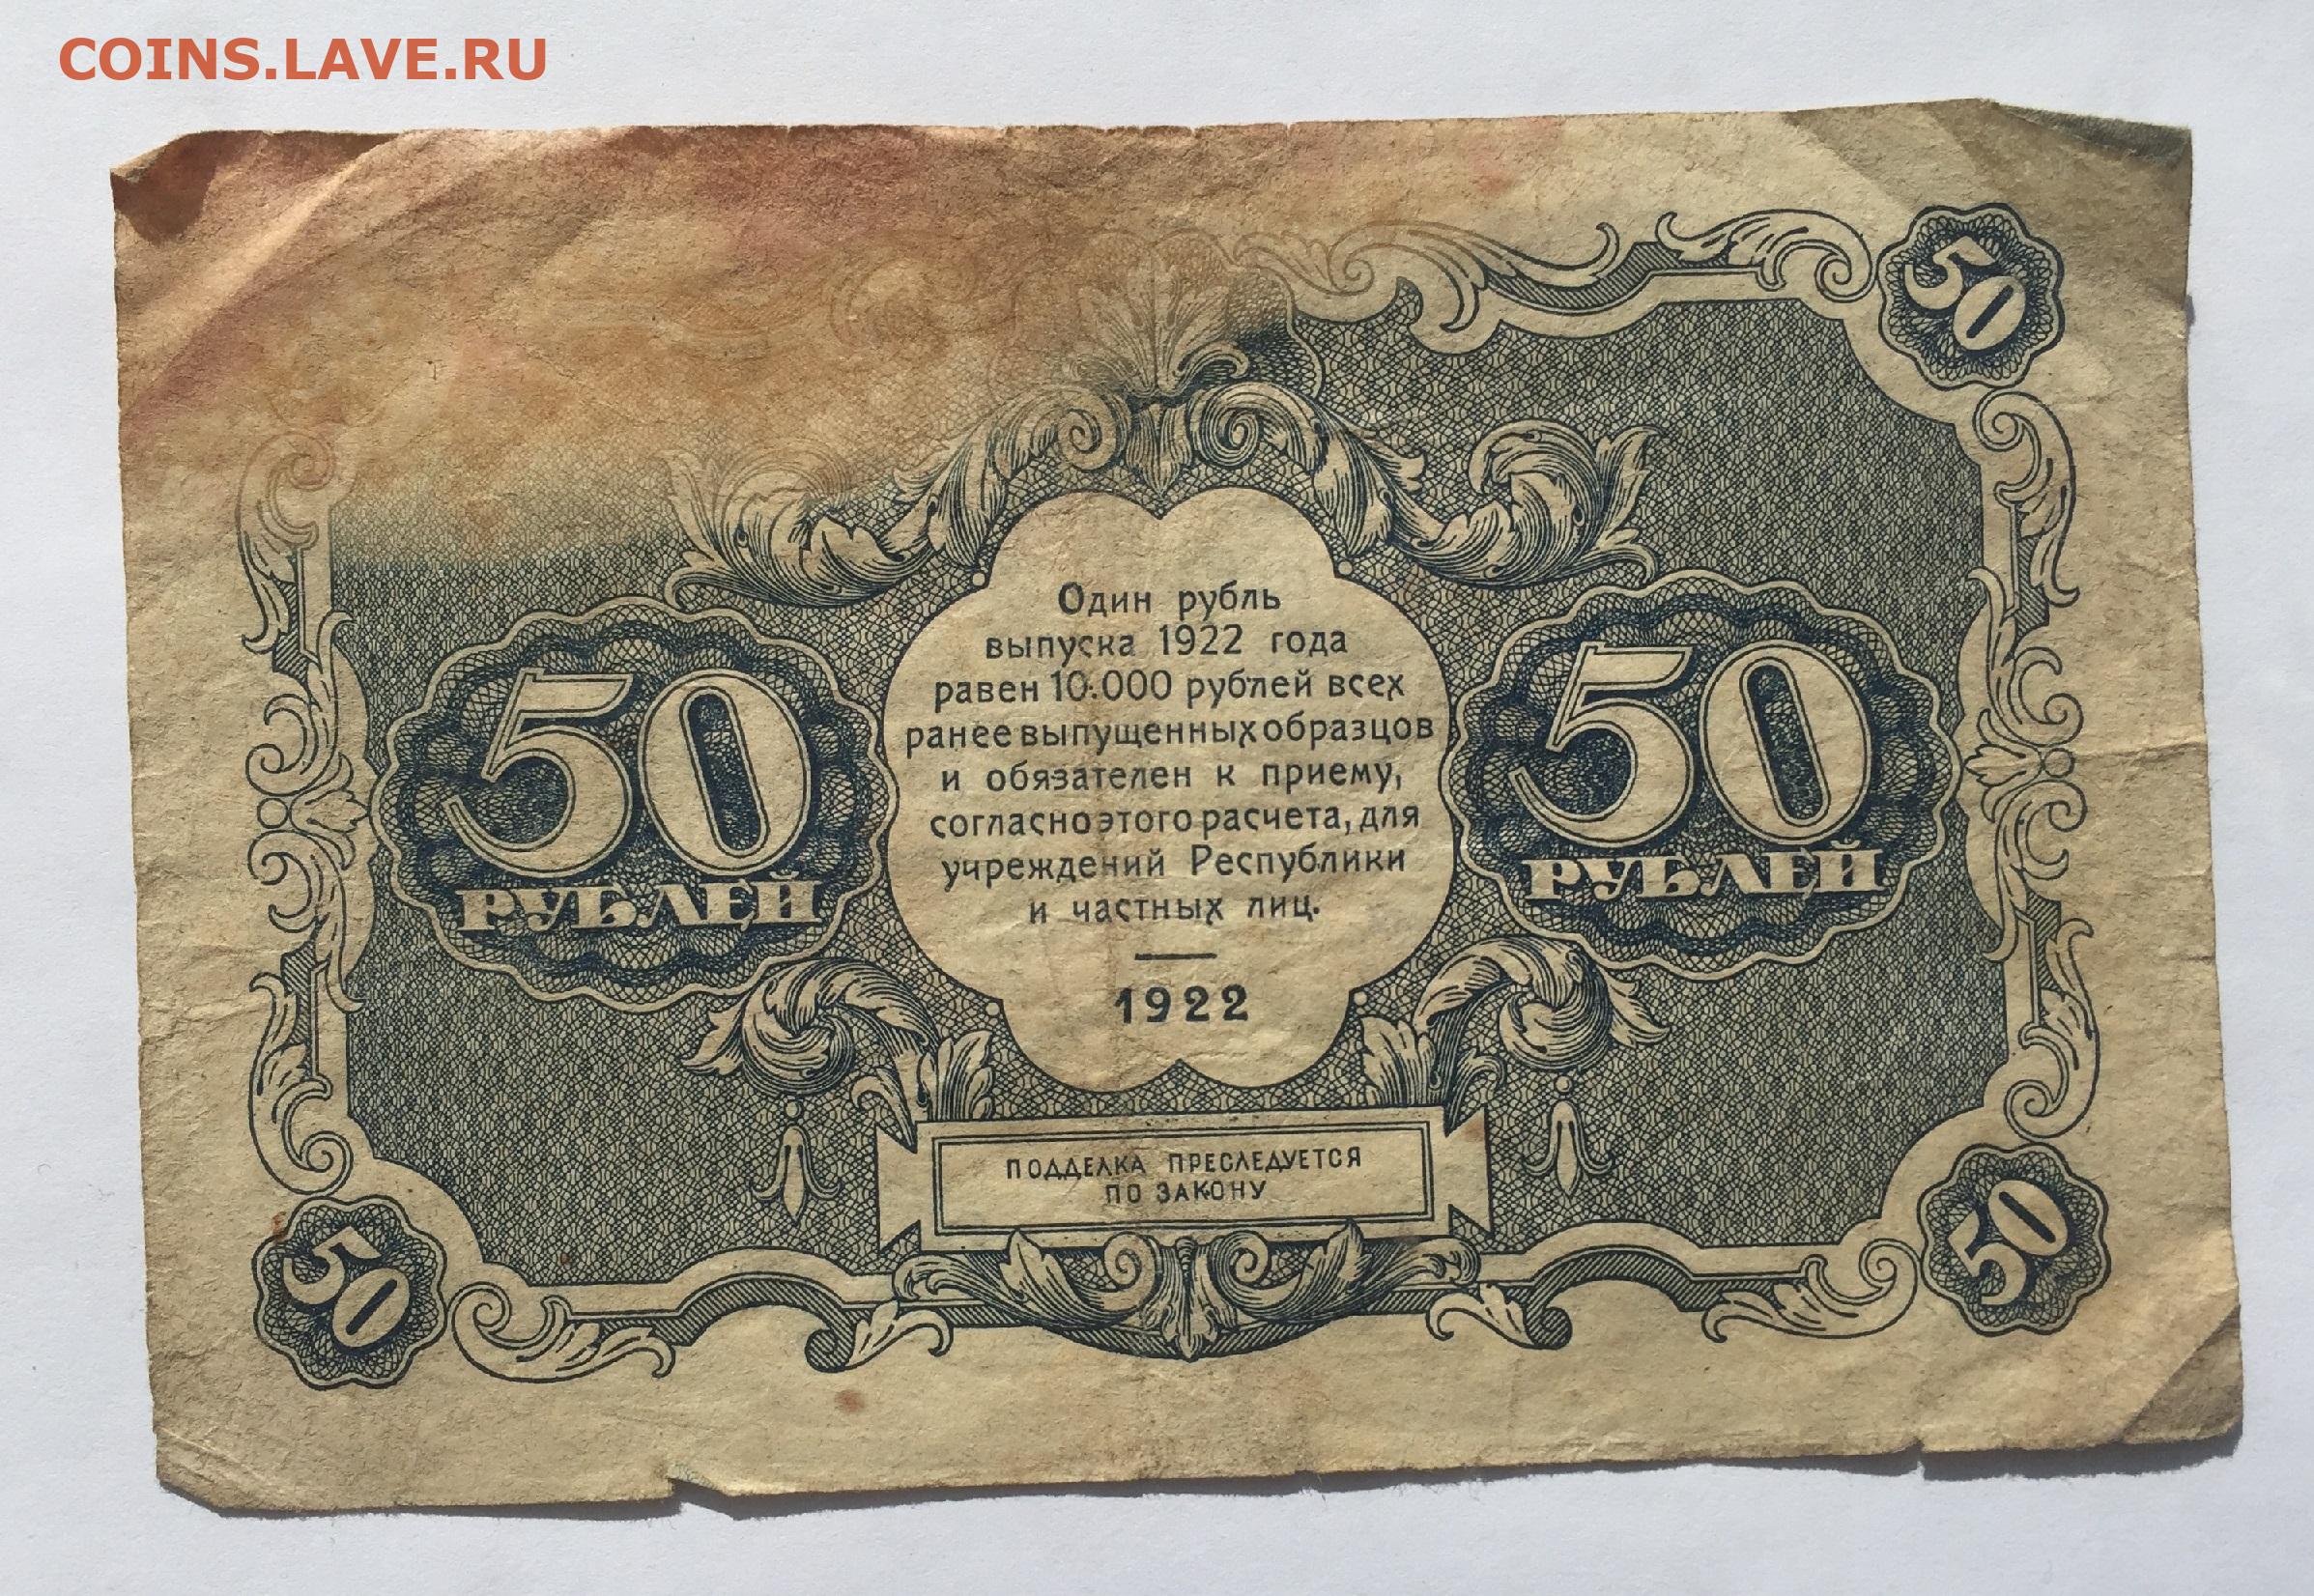 COINS.LAVE.RU
50
Один рубль
выпуска 1922 года
равен 10.000 рублей всех
ранее выпущенных образцов
и обязателен к приему,
согласно этого расчета, для
учреждений Республики
и частных лиц.
1922
50
РУБЛЕЙ
50
РУБЛЕЙ
ПОДДЕЛКА ПРЕСЛЕДУЕТСЯ
ПО ЗАКОНУ
50
50